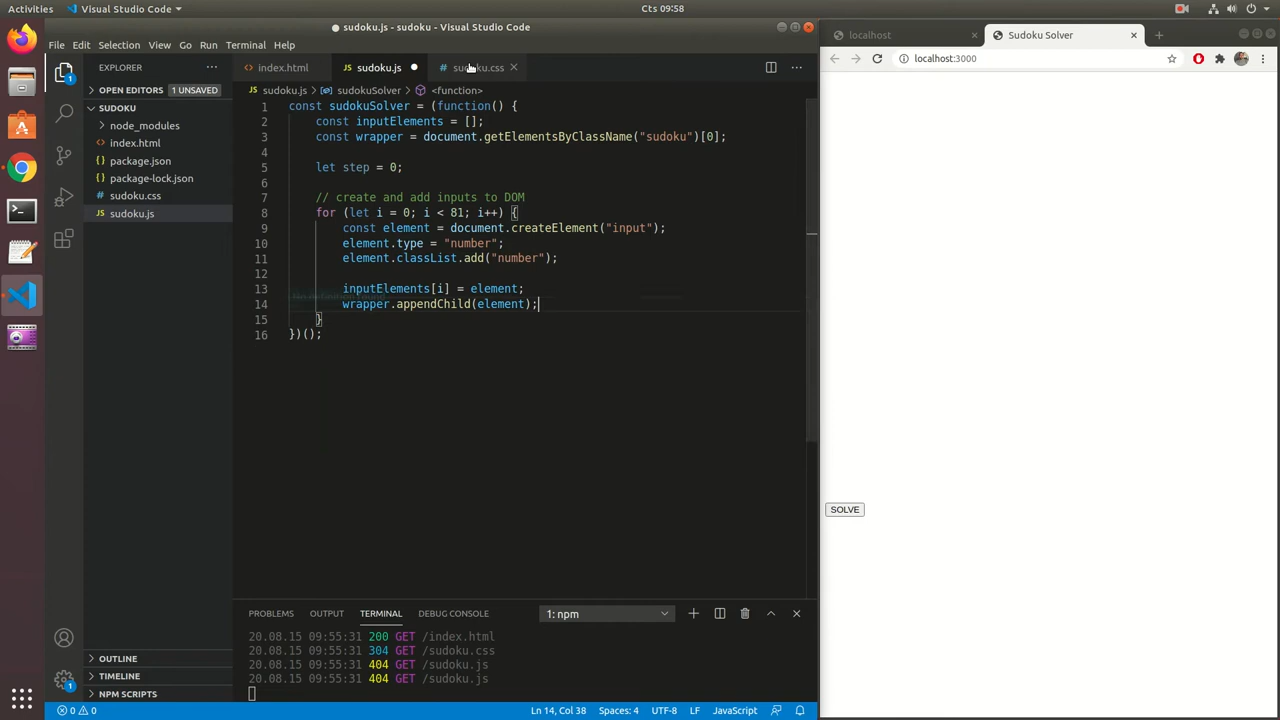 Activities
Visual Studio Code
Cts 09:58
sudoku.js - sudoku - Visual Studio Code
File Edit Selection View Go Run Terminal Help
EXPLORER
index.html
sudoku.js
sudoku.css
OPEN EDITORS 1 UNSAVED
SUDOKU
node_modules
index.html
package.json
package-lock.json
sudoku.css
sudoku.js
OUTLINE
TIMELINE
NPM SCRIPTS
1
1
sudoku.js > sudokuSolver > <function>
1 const sudokuSolver = (function() {
2 const inputElements = [];
3 const wrapper = document.getElementsByClassName("sudoku")[0];
4
5 let step = 0;
6
7 // create and add inputs to DOM
8 for (let i = 0; i < 81; i++) {
9 const element = document.createElement("input");
10 element.type = "number";
11 element.classList.add("number");
12
13 inputElements[i] = element;
14 wrapper.appendChild(element);
15 }
16 })();
PROBLEMS OUTPUT TERMINAL DEBUG CONSOLE 1: npm
20.08.15 09:55:31 200 GET /index.html
20.08.15 09:55:31 304 GET /sudoku.css
20.08.15 09:55:31 404 GET /sudoku.js
20.08.15 09:55:31 404 GET /sudoku.js
0 0 Ln 14, Col 38 Spaces: 4 UTF-8 LF JavaScript
localhost
Sudoku Solver
localhost:3000
SOLVE